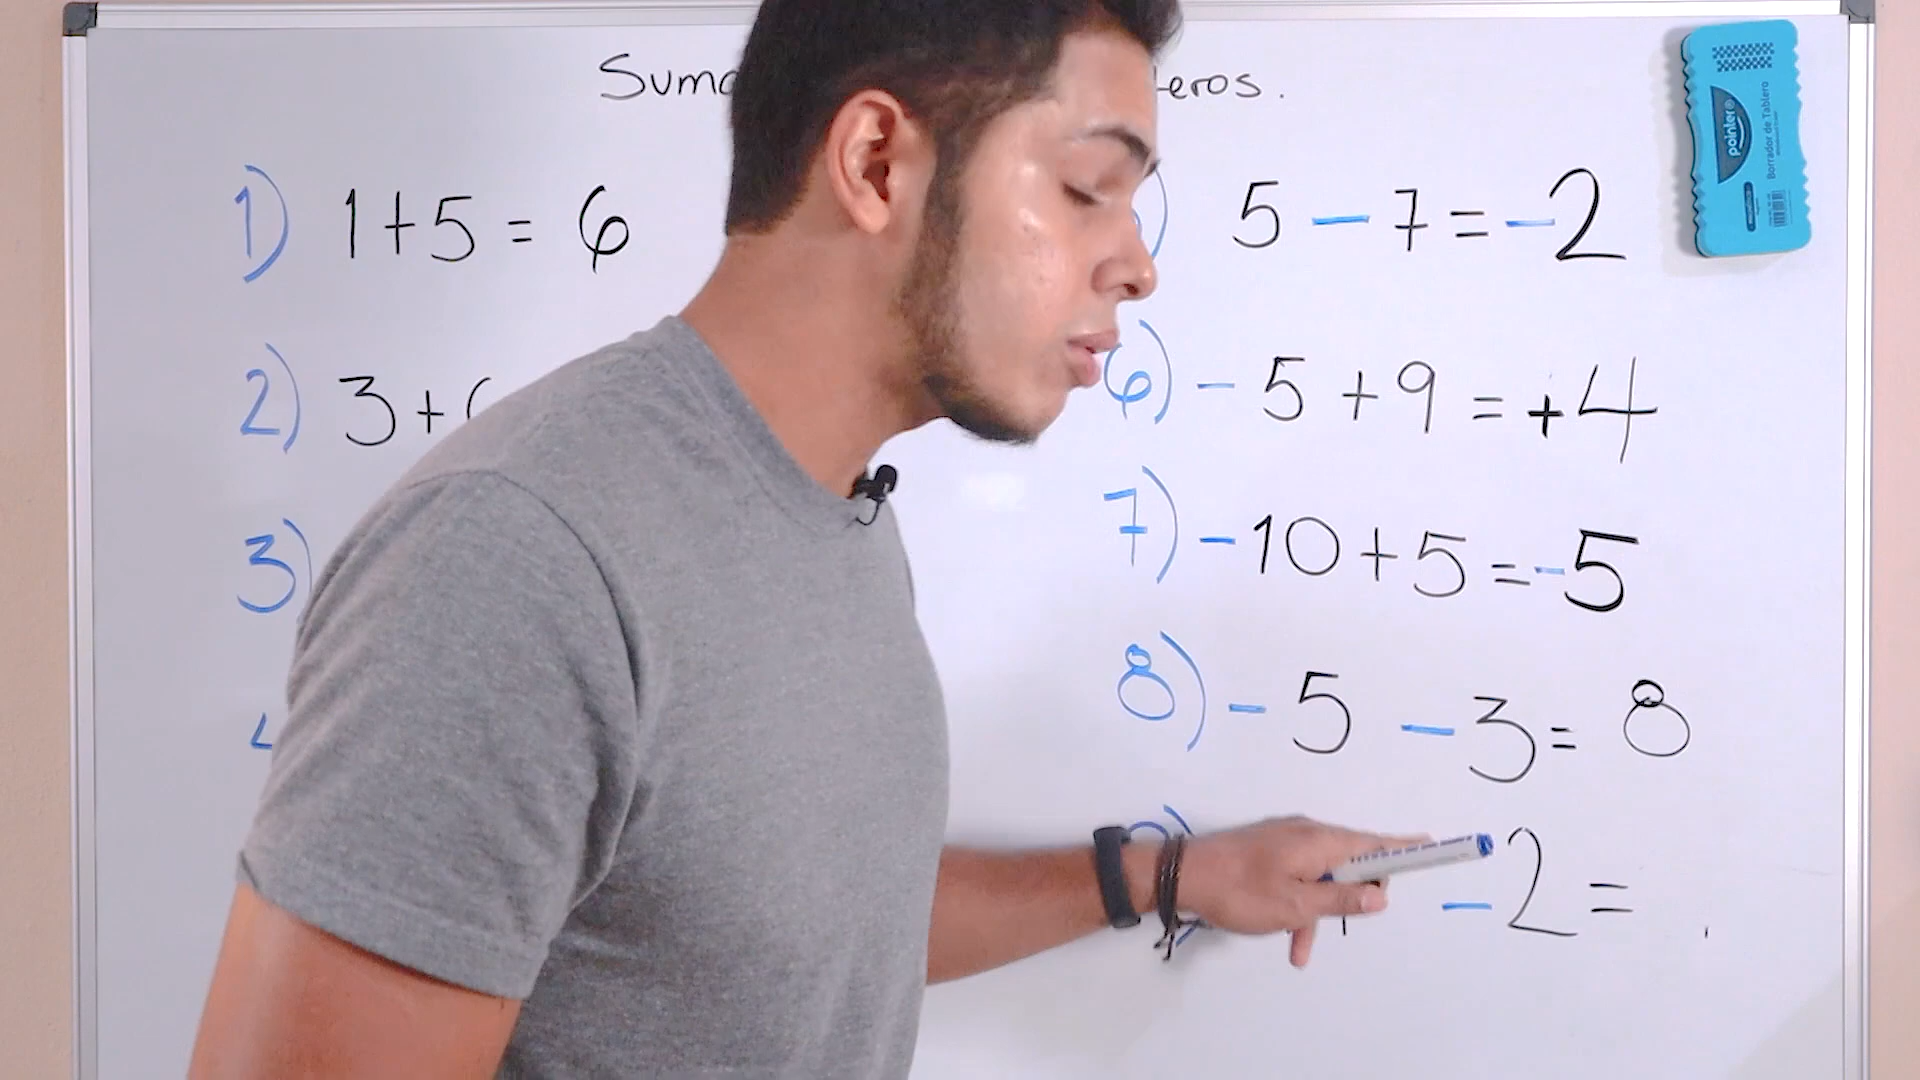 Suma eros.
1) 1+5 = 6
2) 3+
3)
5 - 7 = -2
6) - 5 + 9 = +4
7) - 10 + 5 = -5
8) - 5 - 3 = 8
- 2 =
pointer®
Borrador de Tablero